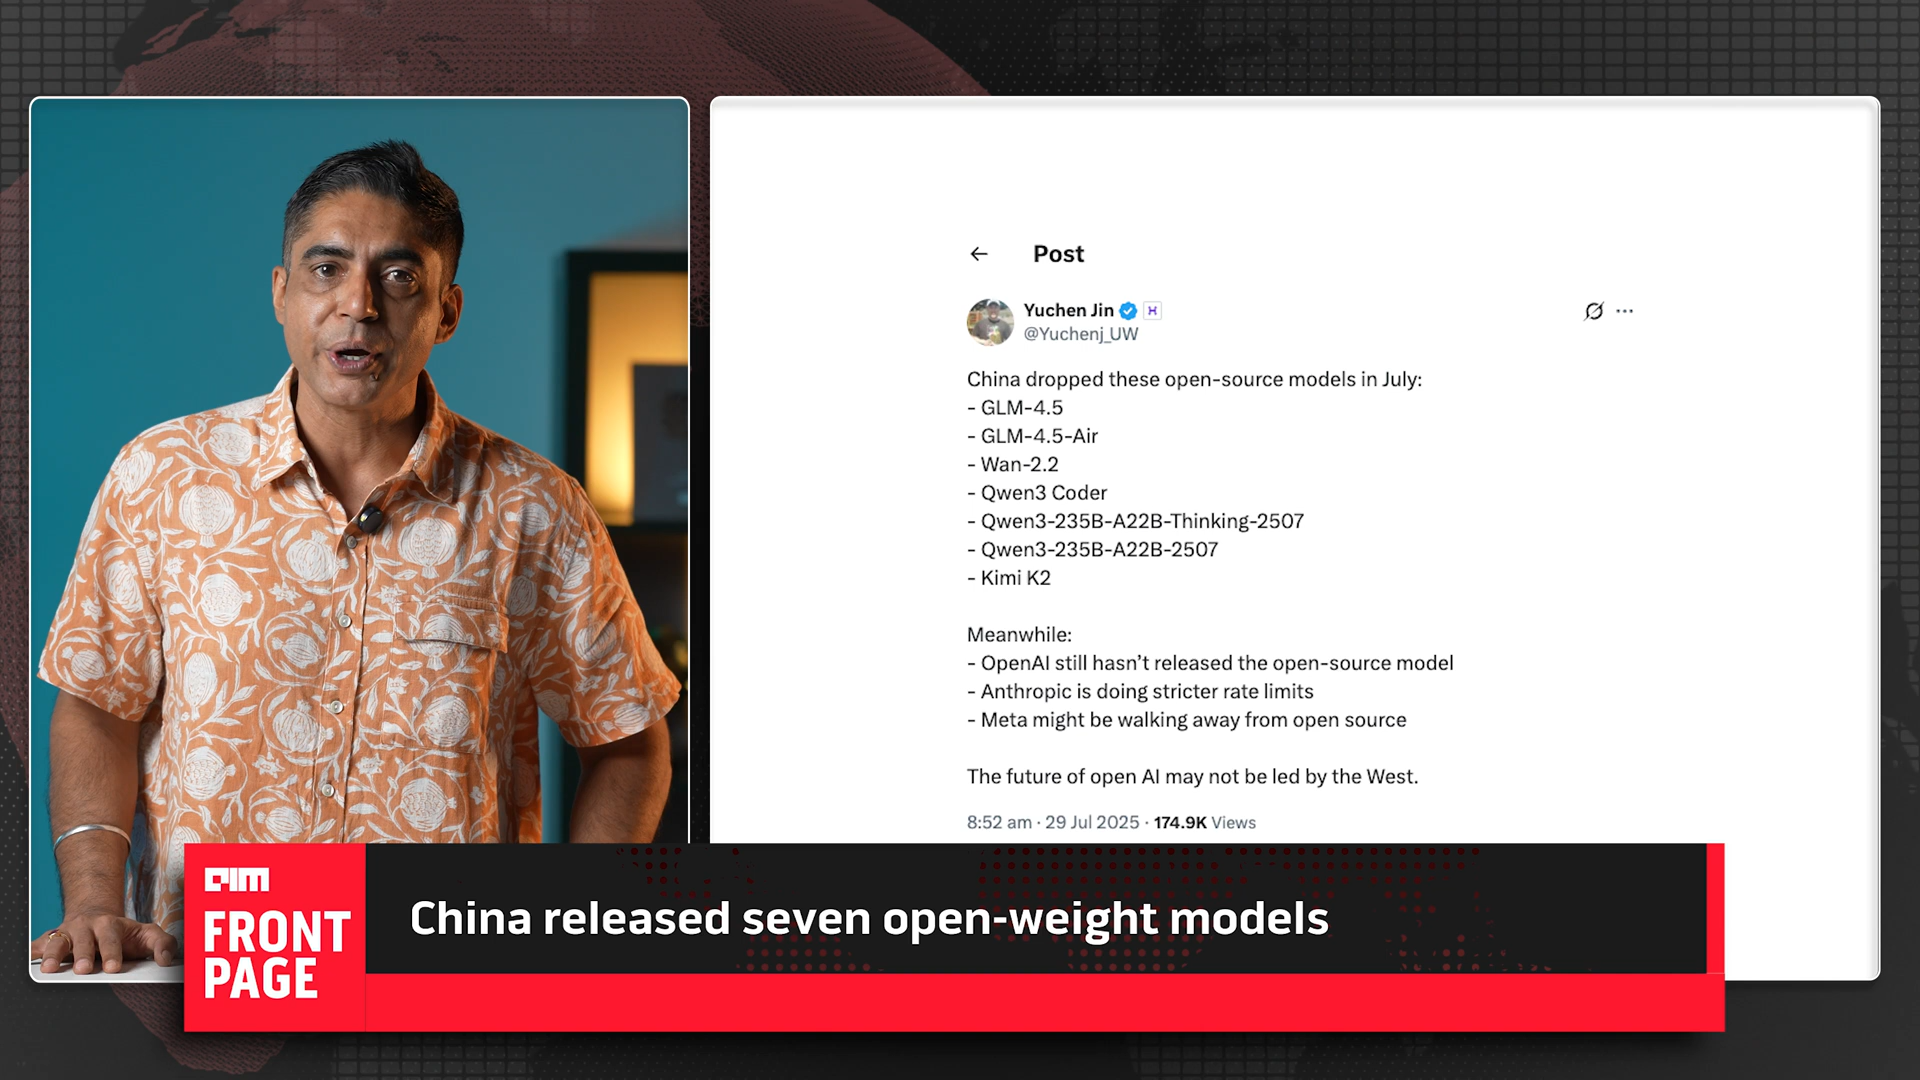 Post
Yuchen Jin
@Yuchenj_UW
China dropped these open-source models in July:
- GLM-4.5
- GLM-4.5-Air
- Wan-2.2
- Qwen3 Coder
- Qwen3-235B-A22B-Thinking-2507
- Qwen3-235B-A22B-2507
- Kimi K2
Meanwhile:
- OpenAI still hasn’t released the open-source model
- Anthropic is doing stricter rate limits
- Meta might be walking away from open source
The future of open AI may not be led by the West.
8:52 am · 29 Jul 2025 · 174.9K Views
AIM
FRONT
PAGE
China released seven open-weight models